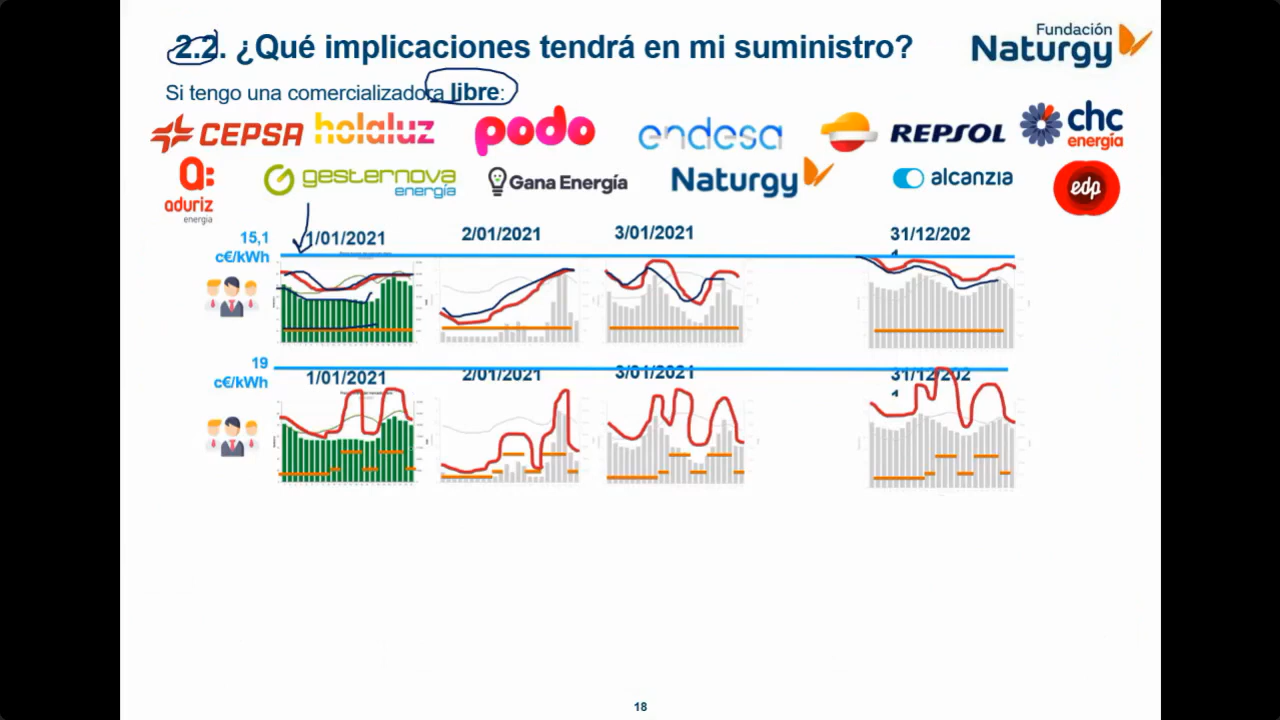 2.2. ¿Qué implicaciones tendrá en mi suministro?
Fundación
Naturgy
Si tengo una comercializadora libre:
CEPSA holaluz podo endesa REPSOL chc energía
a: aduriz energía gesternova energía Gana Energía Naturgy alcanzia edp
15,1 c€/kWh
1/01/2021 2/01/2021 3/01/2021 31/12/202
19 c€/kWh
1/01/2021 2/01/2021 3/01/2021 31/12/202
18